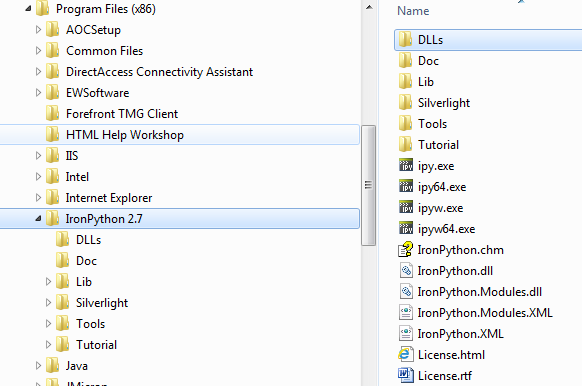 Program Files (x86)
AOCSetup
Common Files
DirectAccess Connectivity Assistant
EWSoftware
Forefront TMG Client
HTML Help Workshop
IIS
Intel
Internet Explorer
IronPython 2.7
DLLs
Doc
Lib
Silverlight
Tools
Tutorial
Java
Name
DLLs
Doc
Lib
Silverlight
Tools
Tutorial
ipy.exe
ipy64.exe
ipyw.exe
ipyw64.exe
IronPython.chm
IronPython.dll
IronPython.Modules.dll
IronPython.Modules.XML
IronPython.XML
License.html
License.rtf